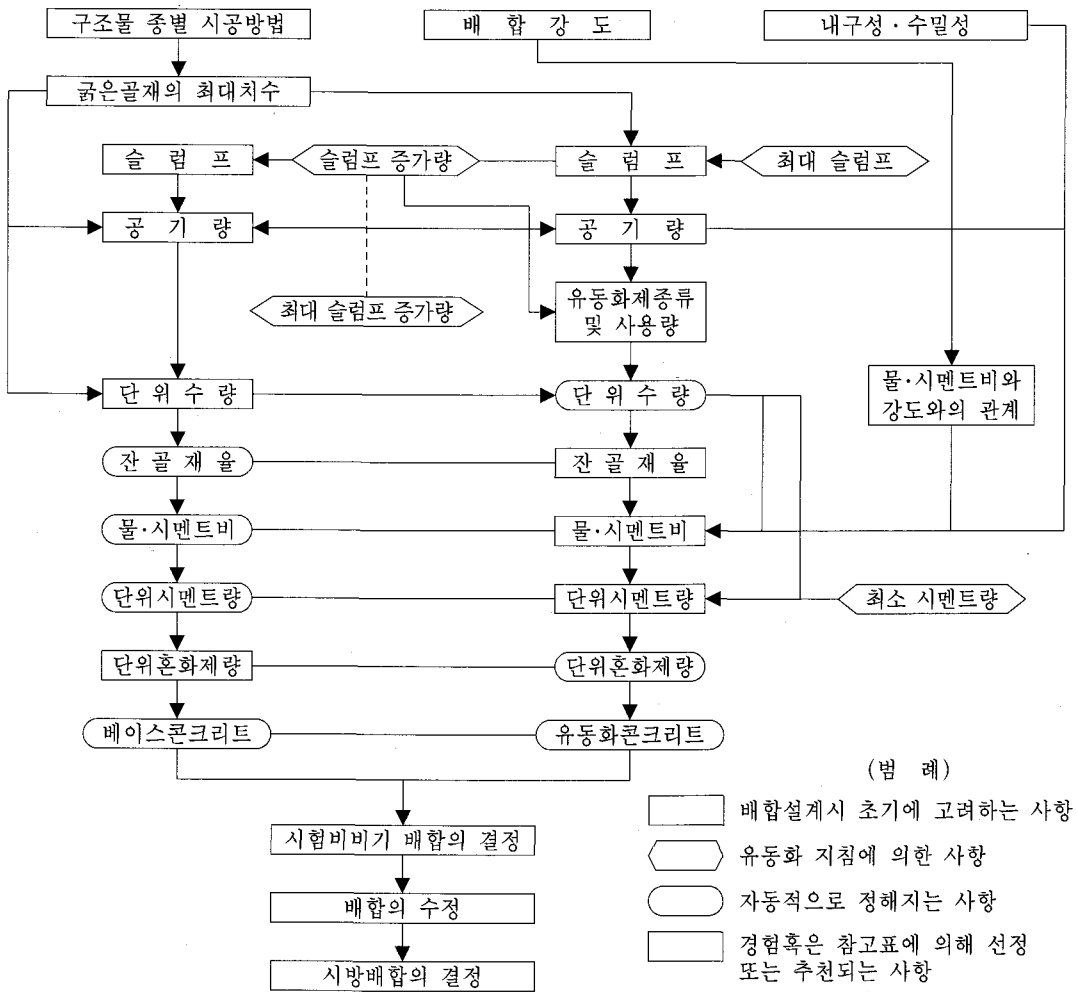 구조물 종별 시공방법
배 합 강 도
내구성·수밀성
굵은골재의 최대치수
슬 럼 프
슬럼프 증가량
슬 럼 프
최대 슬럼프
공 기 량
공 기 량
최대 슬럼프 증가량
유동화제종류
및 사용량
단 위 수 량
단 위 수 량
물·시멘트비와
강도와의 관계
잔 골 재 율
잔 골 재 율
물·시멘트비
물·시멘트비
단위시멘트량
단위시멘트량
최소 시멘트량
단위혼화제량
단위혼화제량
베이스콘크리트
유동화콘크리트
시험비비기 배합의 결정
배합의 수정
시방배합의 결정
(범 례)
배합설계시 초기에 고려하는 사항
유동화 지침에 의한 사항
자동적으로 정해지는 사항
경험혹은 참고표에 의해 선정
또는 추천되는 사항